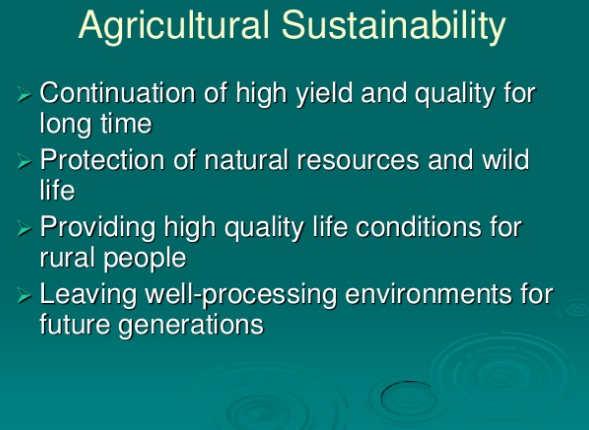 Agricultural Sustainability
Continuation of high yield and quality for
long time
Protection of natural resources and wild
life
Providing high quality life conditions for
rural people
Leaving well-processing environments for
future generations